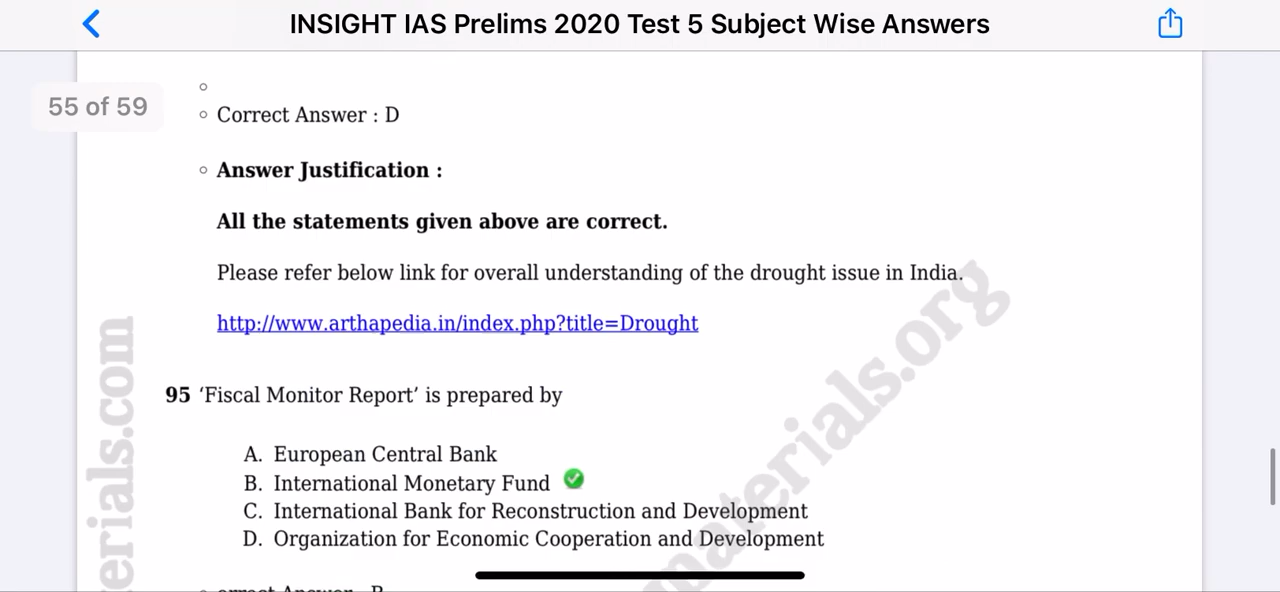 INSIGHT IAS Prelims 2020 Test 5 Subject Wise Answers
55 of 59
Correct Answer : D
Answer Justification :
All the statements given above are correct.
Please refer below link for overall understanding of the drought issue in India.
http://www.arthapedia.in/index.php?title=Drought
95 ‘Fiscal Monitor Report’ is prepared by
A. European Central Bank
B. International Monetary Fund
C. International Bank for Reconstruction and Development
D. Organization for Economic Cooperation and Development
erials.com
materials.org